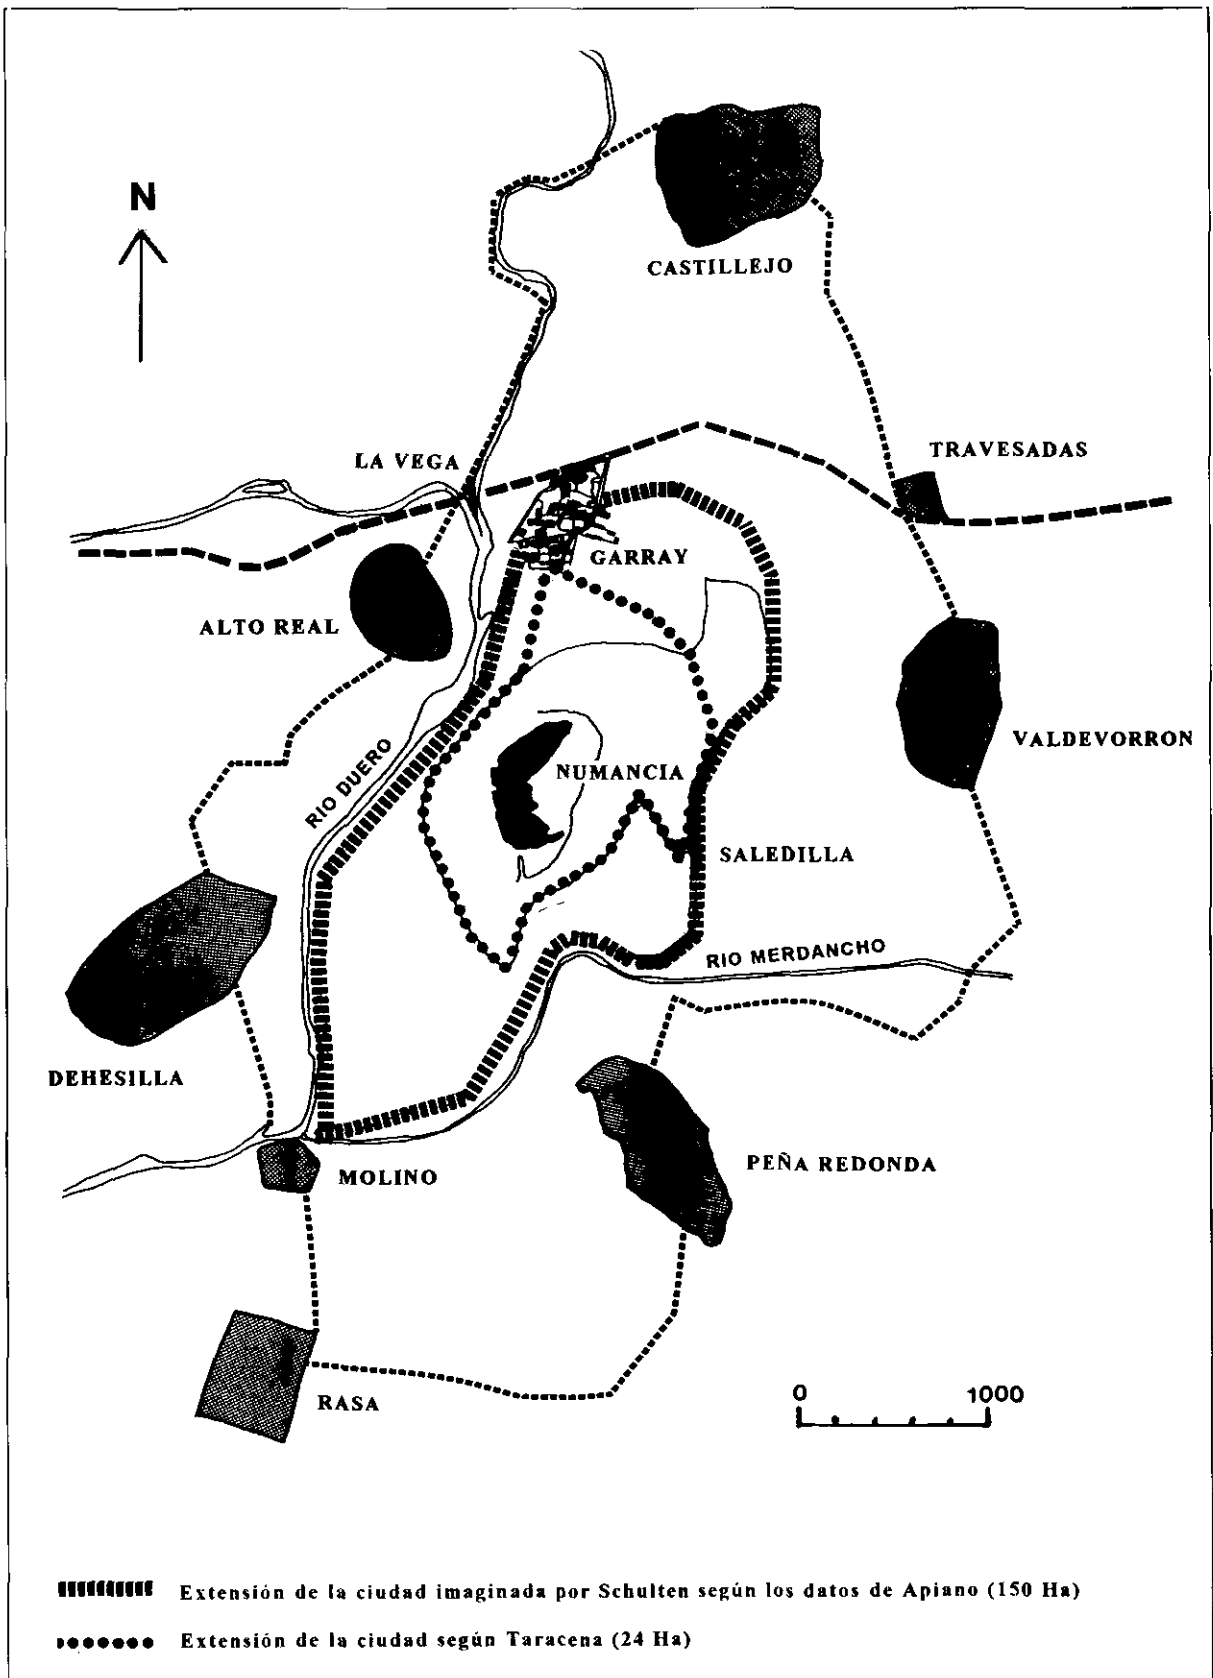 N
CASTILLEJO
TRAVESADAS
LA VEGA
GARRAY
ALTO REAL
VALDEVORRON
RIO DUERO
NUMANCIA
SALEDILLA
RIO MERDANCHO
DEHESILLA
PEÑA REDONDA
MOLINO
RASA
0 1000
Extensión de la ciudad imaginada por Schulten según los datos de Apiano (150 Ha)
Extensión de la ciudad según Taracena (24 Ha)